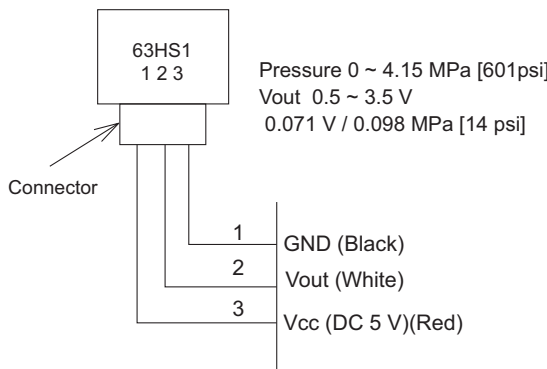 63HS1
1 2 3
Pressure 0 ~ 4.15 MPa [601psi]
Vout 0.5 ~ 3.5 V
0.071 V / 0.098 MPa [14 psi]
Connector
1 GND (Black)
2 Vout (White)
3 Vcc (DC 5 V)(Red)